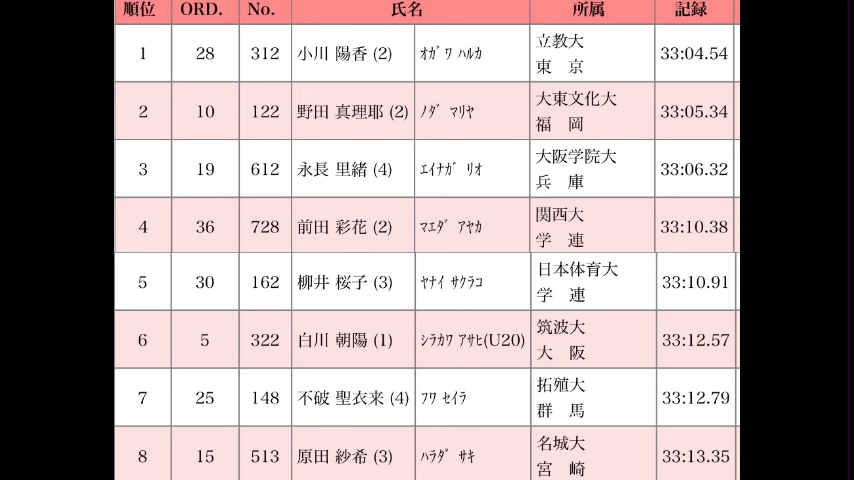 順位 ORD. No. 氏名 所属 記録
1 28 312 小川 陽香 (2) ｵｶﾞﾜ ﾊﾙｶ 立教大 33:04.54
東　京
2 10 122 野田 真理耶 (2) ﾉﾀﾞ ﾏﾘﾔ 大東文化大 33:05.34
福　岡
3 19 612 永長 里緒 (4) ｴｲﾅｶﾞ ﾘｵ 大阪学院大 33:06.32
兵　庫
4 36 728 前田 彩花 (2) ﾏｴﾀﾞ ｱﾔｶ 関西大 33:10.38
学　連
5 30 162 柳井 桜子 (3) ﾔﾅｲ ｻｸﾗｺ 日本体育大 33:10.91
学　連
6 5 322 白川 朝陽 (1) ｼﾗｶﾜ ｱｻﾋ(U20) 筑波大 33:12.57
大　阪
7 25 148 不破 聖衣来 (4) ﾌﾜ ｾｲﾗ 拓殖大 33:12.79
群　馬
8 15 513 原田 紗希 (3) ﾊﾗﾀﾞ ｻｷ 名城大 33:13.35
宮　崎